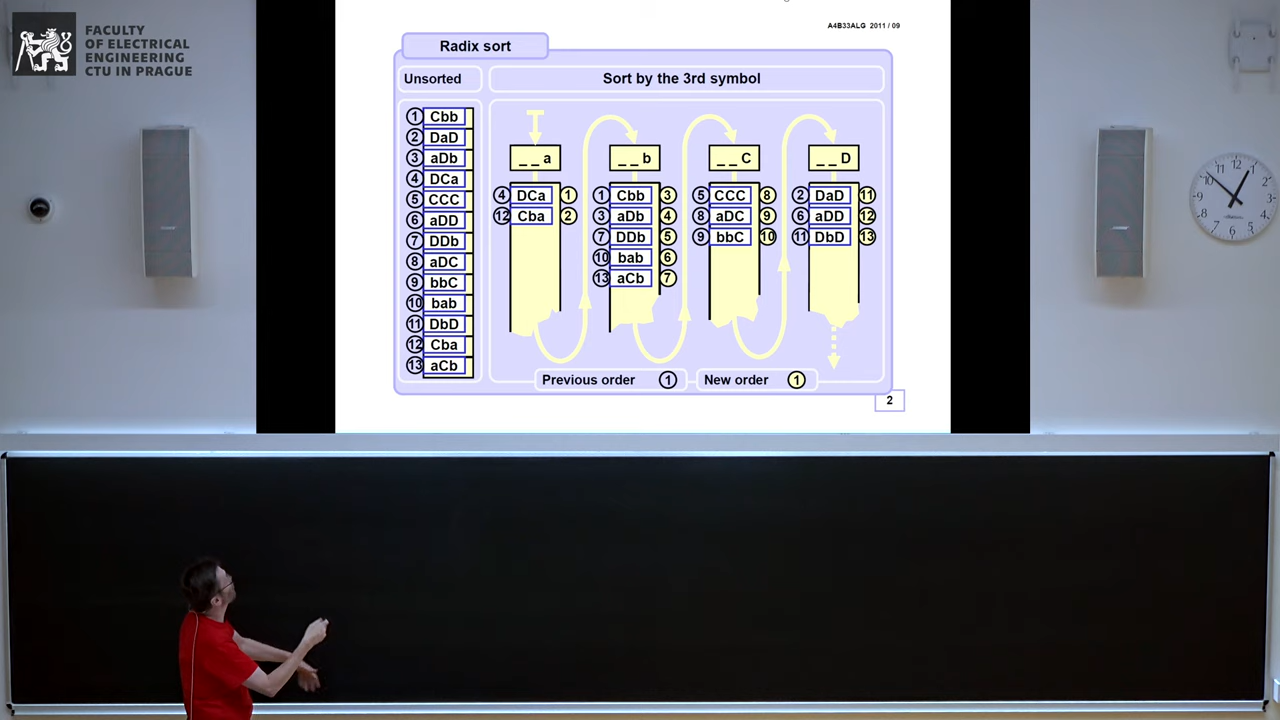 FACULTY
OF ELECTRICAL
ENGINEERING
CTU IN PRAGUE
A4B33ALG 2011 / 09
Radix sort
Unsorted
Sort by the 3rd symbol
1 Cbb
2 DaD
3 aDb
4 DCa
5 CCC
6 aDD
7 DDb
8 aDC
9 bbC
10 bab
11 DbD
12 Cba
13 aCb
_ _ a
4 DCa 1
12 Cba 2
_ _ b
1 Cbb 3
3 aDb 4
7 DDb 5
10 bab 6
13 aCb 7
_ _ C
5 CCC 8
8 aDC 9
9 bbC 10
_ _ D
2 DaD 11
6 aDD 12
11 DbD 13
Previous order 1
New order 1
2